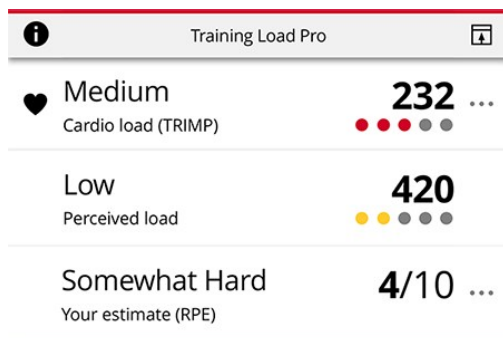 Training Load Pro
Medium 232 ...
Cardio load (TRIMP)
Low 420
Perceived load
Somewhat Hard 4/10 ...
Your estimate (RPE)